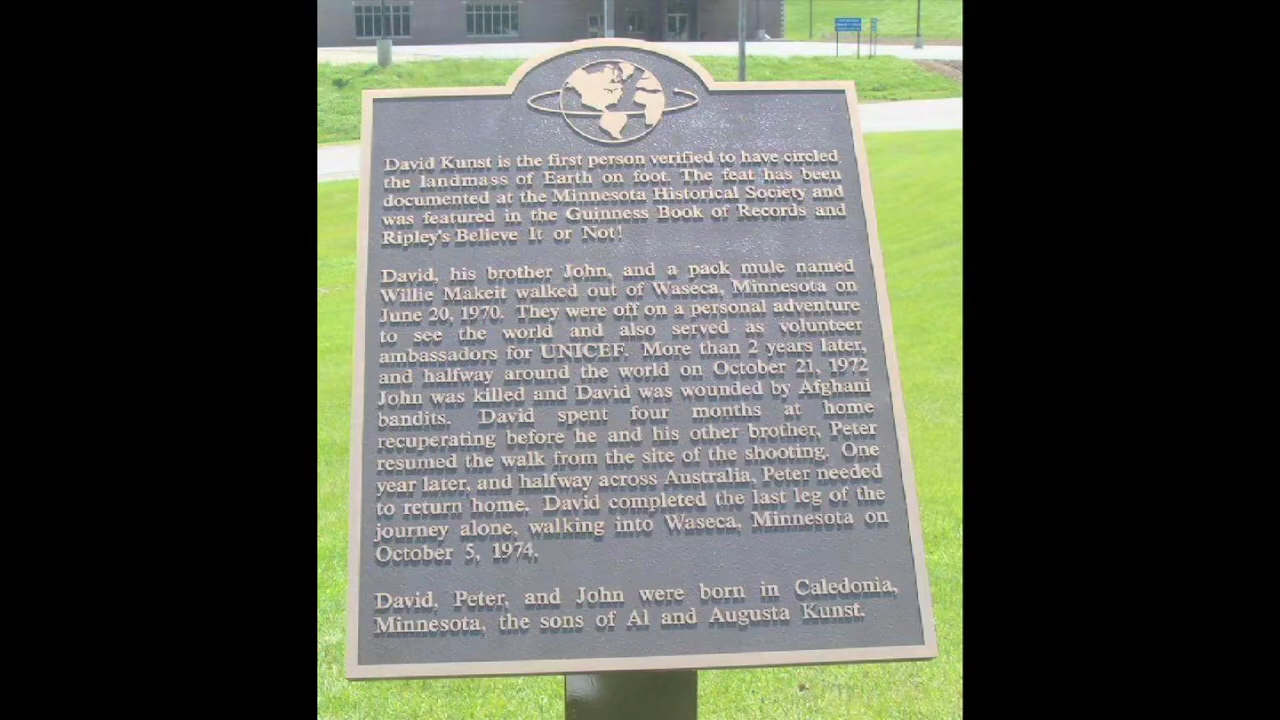 David Kunst is the first person verified to have circled
the landmass of Earth on foot. The feat has been
documented at the Minnesota Historical Society and
was featured in the Guinness Book of Records and
Ripley's Believe It or Not!
David, his brother John, and a pack mule named
Willie Makeit walked out of Waseca, Minnesota on
June 20, 1970. They were off on a personal adventure
to see the world and also served as volunteer
ambassadors for UNICEF. More than 2 years later,
and halfway around the world on October 21, 1972
John was killed and David was wounded by Afghani
bandits. David spent four months at home
recuperating before he and his other brother, Peter
resumed the walk from the site of the shooting. One
year later, and halfway across Australia, Peter needed
to return home. David completed the last leg of the
journey alone, walking into Waseca, Minnesota on
October 5, 1974.
David, Peter, and John were born in Caledonia,
Minnesota, the sons of Al and Augusta Kunst.